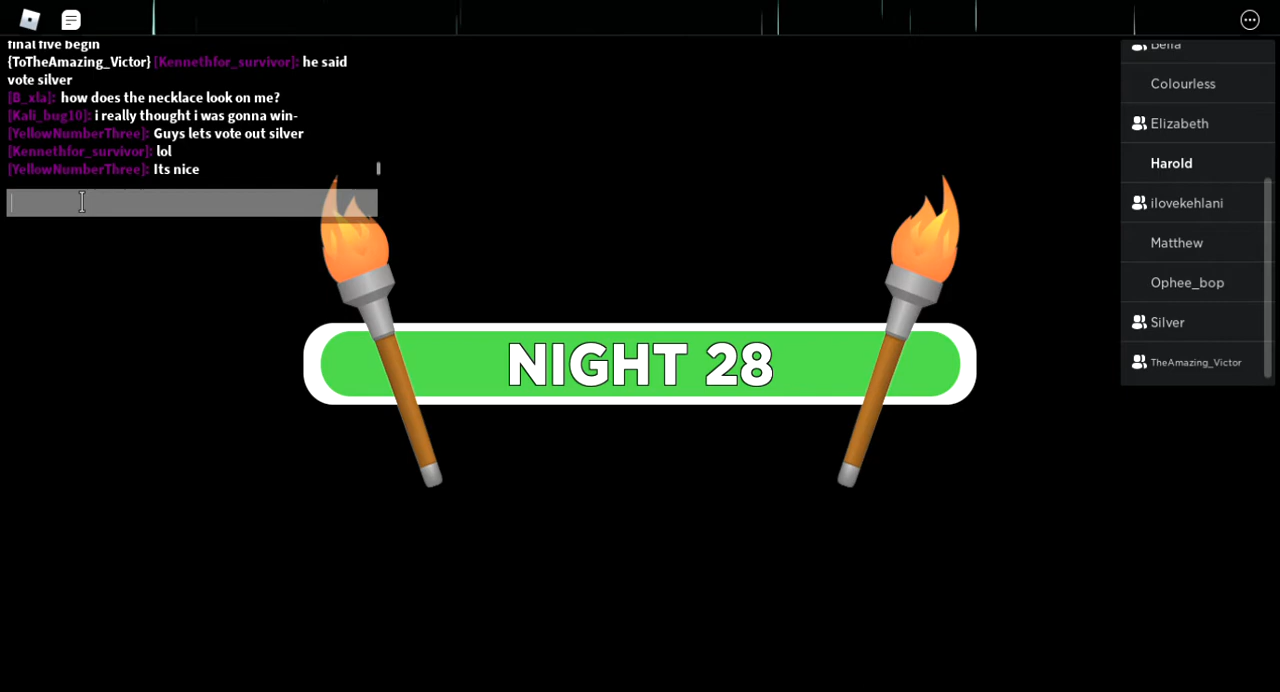 final five begin
{ToTheAmazing_Victor} [Kennethfor_survivor]: he said
vote silver
[B_xla]: how does the necklace look on me?
[Kali_bug10]: i really thought i was gonna win-
[YellowNumberThree]: Guys lets vote out silver
[Kennethfor_survivor]: lol
[YellowNumberThree]: Its nice
Bella
Colourless
Elizabeth
Harold
ilovekehlani
Matthew
Ophee_bop
Silver
TheAmazing_Victor
NIGHT 28